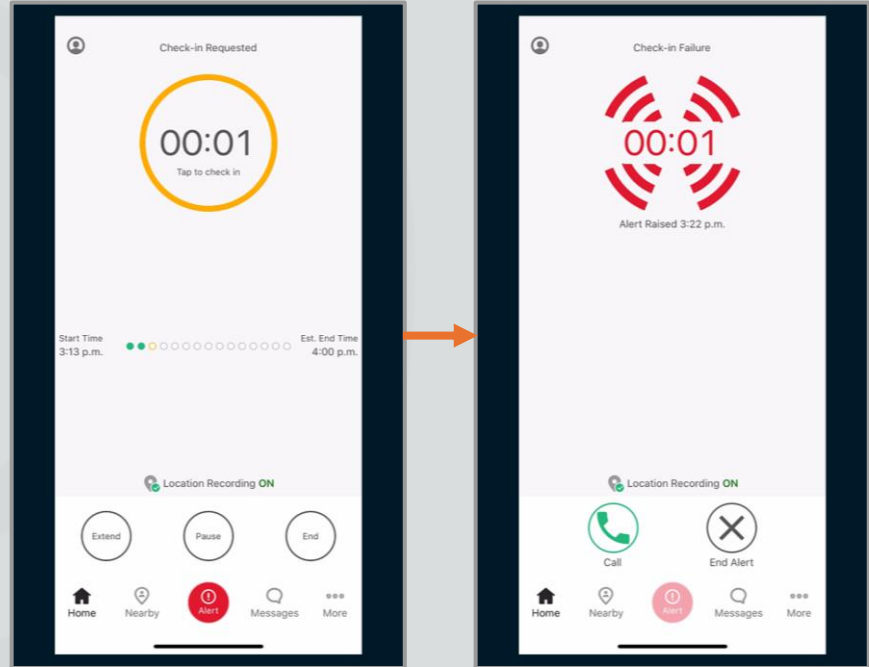 Check-in Requested
00:01
Tap to check in
Start Time
3:13 p.m.
Est. End Time
4:00 p.m.
Location Recording ON
Extend
Pause
End
Home
Nearby
Alert
Messages
More
Check-in Failure
00:01
Alert Raised 3:22 p.m.
Location Recording ON
Call
End Alert
Home
Nearby
Alert
Messages
More